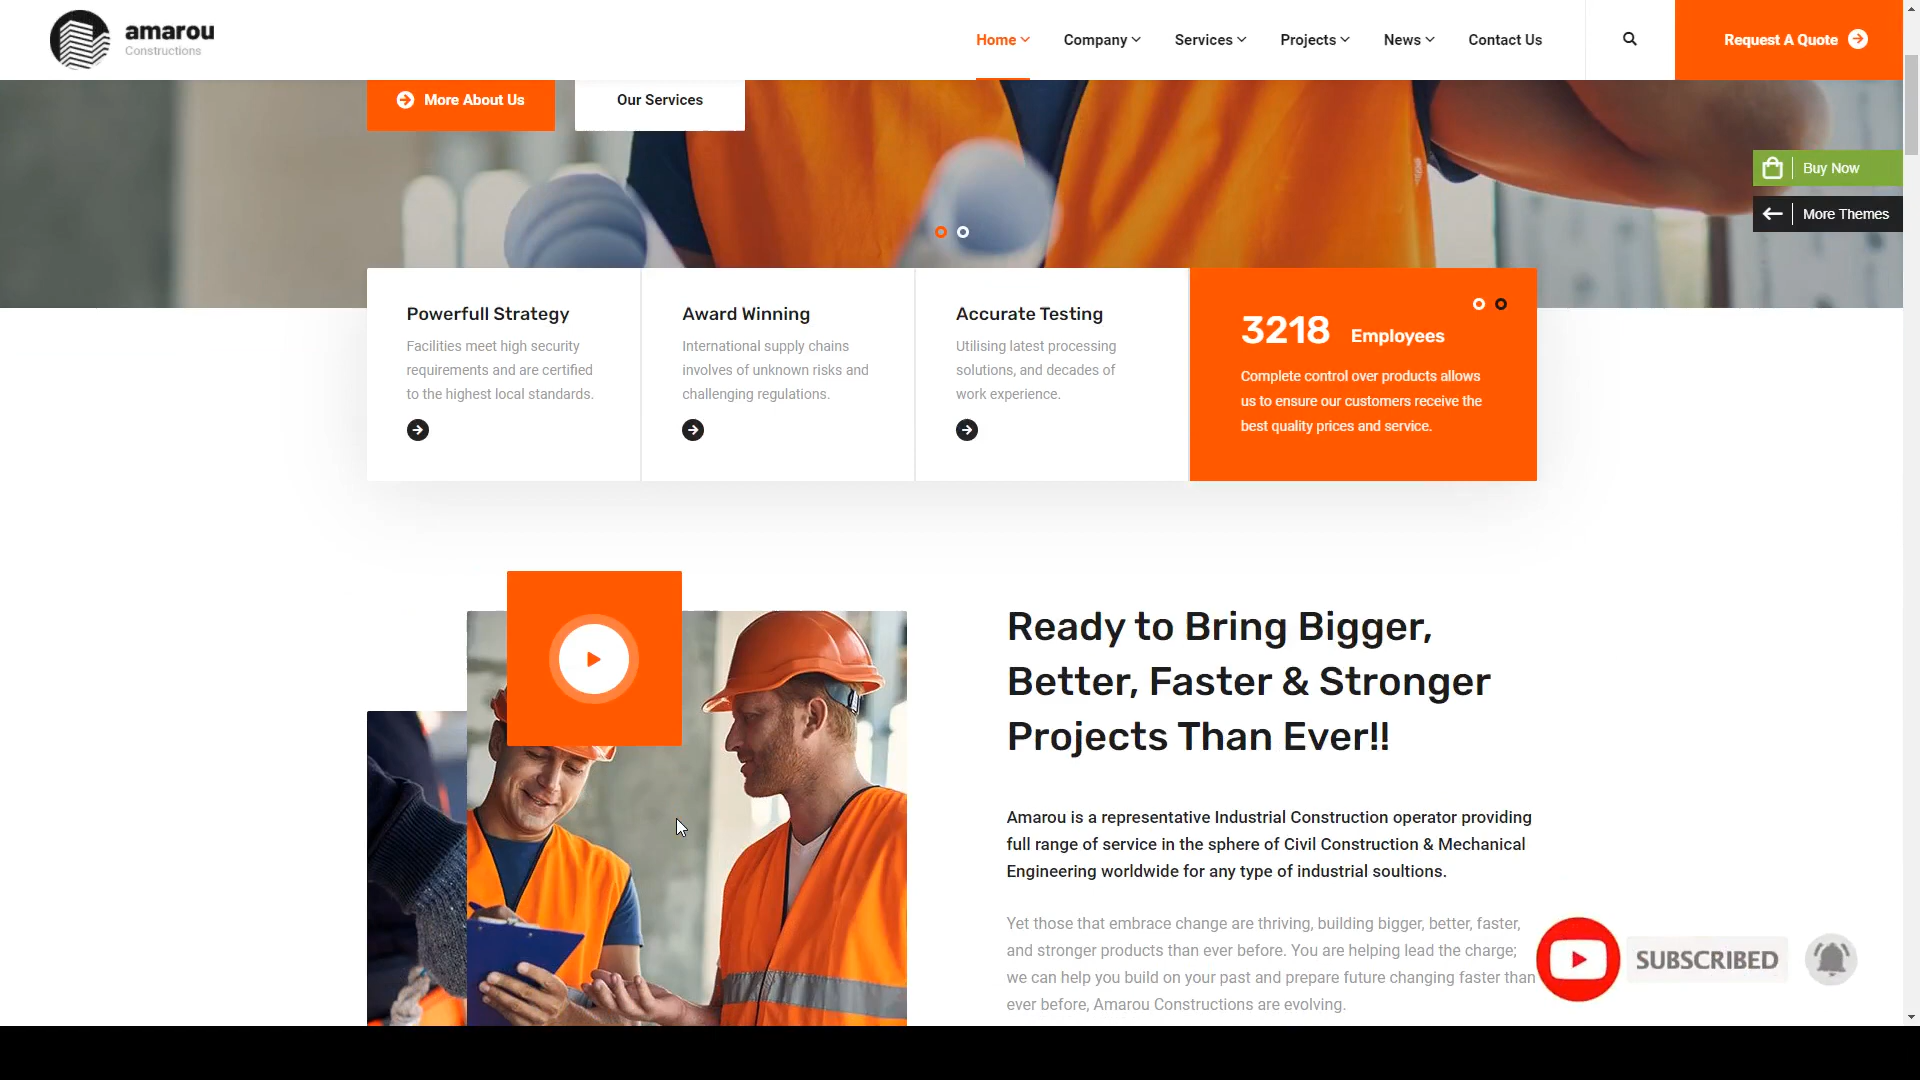 amarou
Constructions
Home
Company
Services
Projects
News
Contact Us
Request A Quote
More About Us
Our Services
Buy Now
More Themes
Powerfull Strategy
Facilities meet high security
requirements and are certified
to the highest local standards.
Award Winning
International supply chains
involves of unknown risks and
challenging regulations.
Accurate Testing
Utilising latest processing
solutions, and decades of
work experience.
3218 Employees
Complete control over products allows
us to ensure our customers receive the
best quality prices and service.
Ready to Bring Bigger,
Better, Faster & Stronger
Projects Than Ever!!
Amarou is a representative Industrial Construction operator providing
full range of service in the sphere of Civil Construction & Mechanical
Engineering worldwide for any type of industrial soultions.
Yet those that embrace change are thriving, building bigger, better, faster,
and stronger products than ever before. You are helping lead the charge;
we can help you build on your past and prepare future changing faster than
ever before, Amarou Constructions are evolving.
SUBSCRIBED